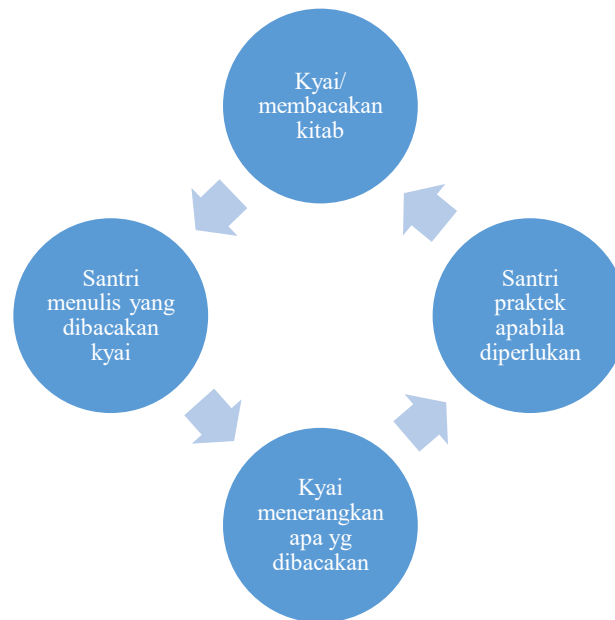 Kyai/
membacakan
kitab
Santri
menulis yang
dibacakan
kyai
Kyai
menerangkan
apa yg
dibacakan
Santri
praktek
apabila
diperlukan